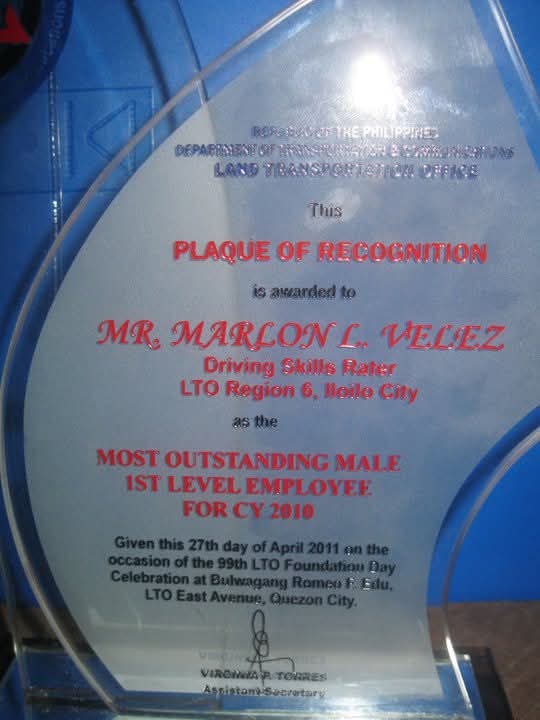 REPUBLIC OF THE PHILIPPINES
DEPARTMENT OF TRANSPORTATION & COMMUNICATIONS
LAND TRANSPORTATION OFFICE
This
PLAQUE OF RECOGNITION
is awarded to
MR. MARLON L. VELEZ
Driving Skills Rater
LTO Region 6, Iloilo City
as the
MOST OUTSTANDING MALE
1ST LEVEL EMPLOYEE
FOR CY 2010
Given this 27th day of April 2011 on the
occasion of the 99th LTO Foundation Day
Celebration at Bulwagang Romeo F. Edu,
LTO East Avenue, Quezon City.
VIRGINIA P. TORRES
Assistant Secretary